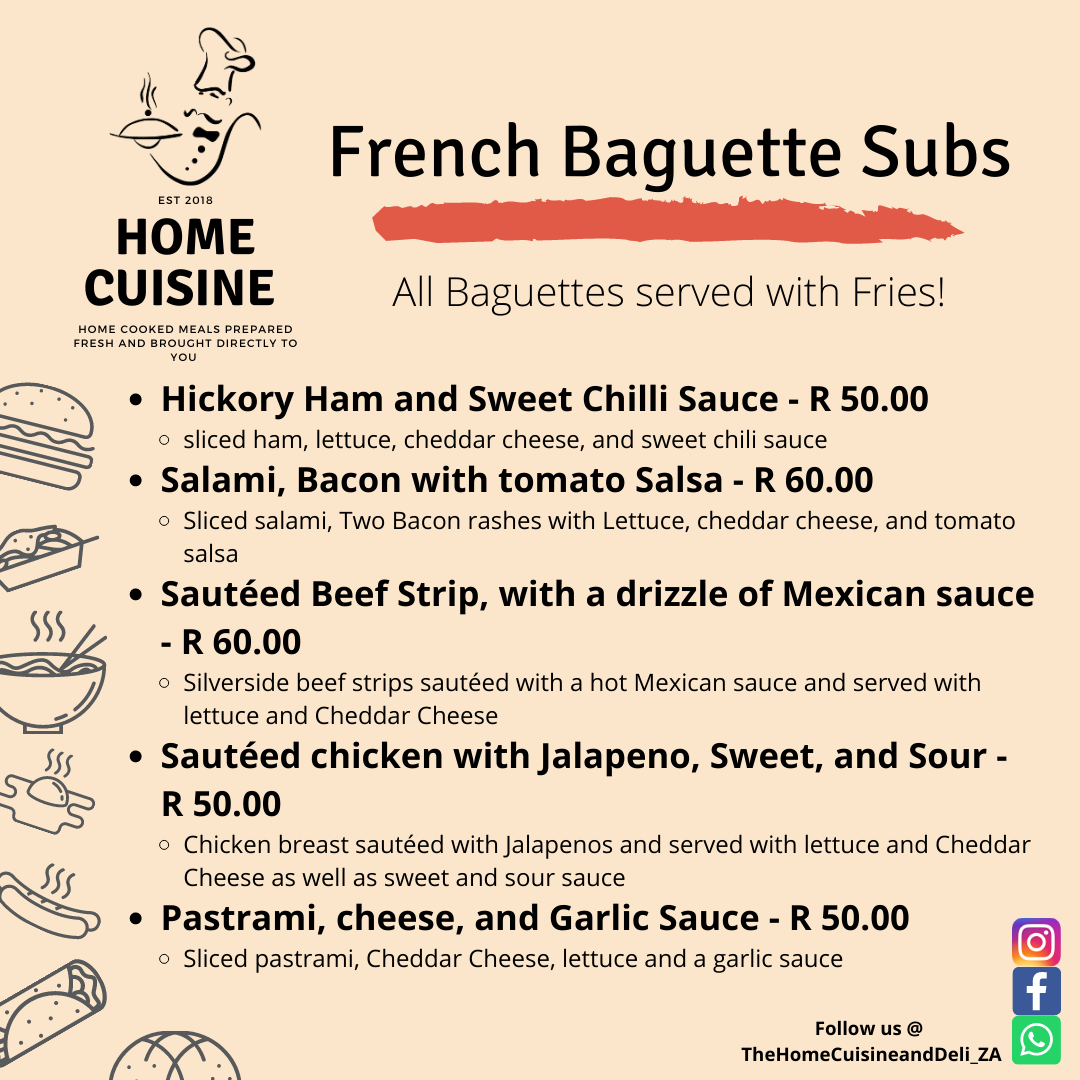 EST 2018
HOME
CUISINE
HOME COOKED MEALS PREPARED
FRESH AND BROUGHT DIRECTLY TO
YOU
French Baguette Subs
All Baguettes served with Fries!
• Hickory Ham and Sweet Chilli Sauce - R 50.00
◦ sliced ham, lettuce, cheddar cheese, and sweet chili sauce
• Salami, Bacon with tomato Salsa - R 60.00
◦ Sliced salami, Two Bacon rashes with Lettuce, cheddar cheese, and tomato
salsa
• Sautéed Beef Strip, with a drizzle of Mexican sauce
- R 60.00
◦ Silverside beef strips sautéed with a hot Mexican sauce and served with
lettuce and Cheddar Cheese
• Sautéed chicken with Jalapeno, Sweet, and Sour -
R 50.00
◦ Chicken breast sautéed with Jalapenos and served with lettuce and Cheddar
Cheese as well as sweet and sour sauce
• Pastrami, cheese, and Garlic Sauce - R 50.00
◦ Sliced pastrami, Cheddar Cheese, lettuce and a garlic sauce
Follow us @
TheHomeCuisineandDeli_ZA